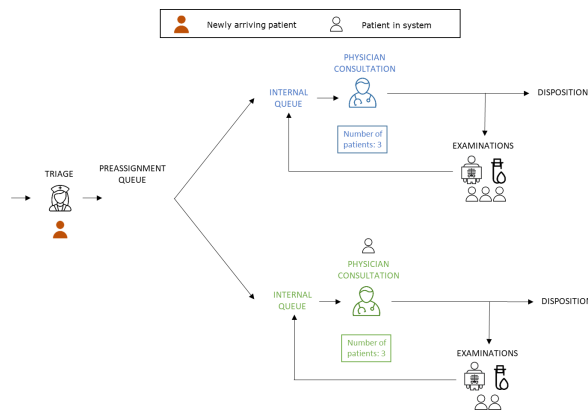 Newly arriving patient
Patient in system
PHYSICIAN
CONSULTATION
INTERNAL
QUEUE
DISPOSITION
Number of
patients: 3
EXAMINATIONS
TRIAGE
PREASSIGNMENT
QUEUE
PHYSICIAN
CONSULTATION
INTERNAL
QUEUE
DISPOSITION
Number of
patients: 3
EXAMINATIONS